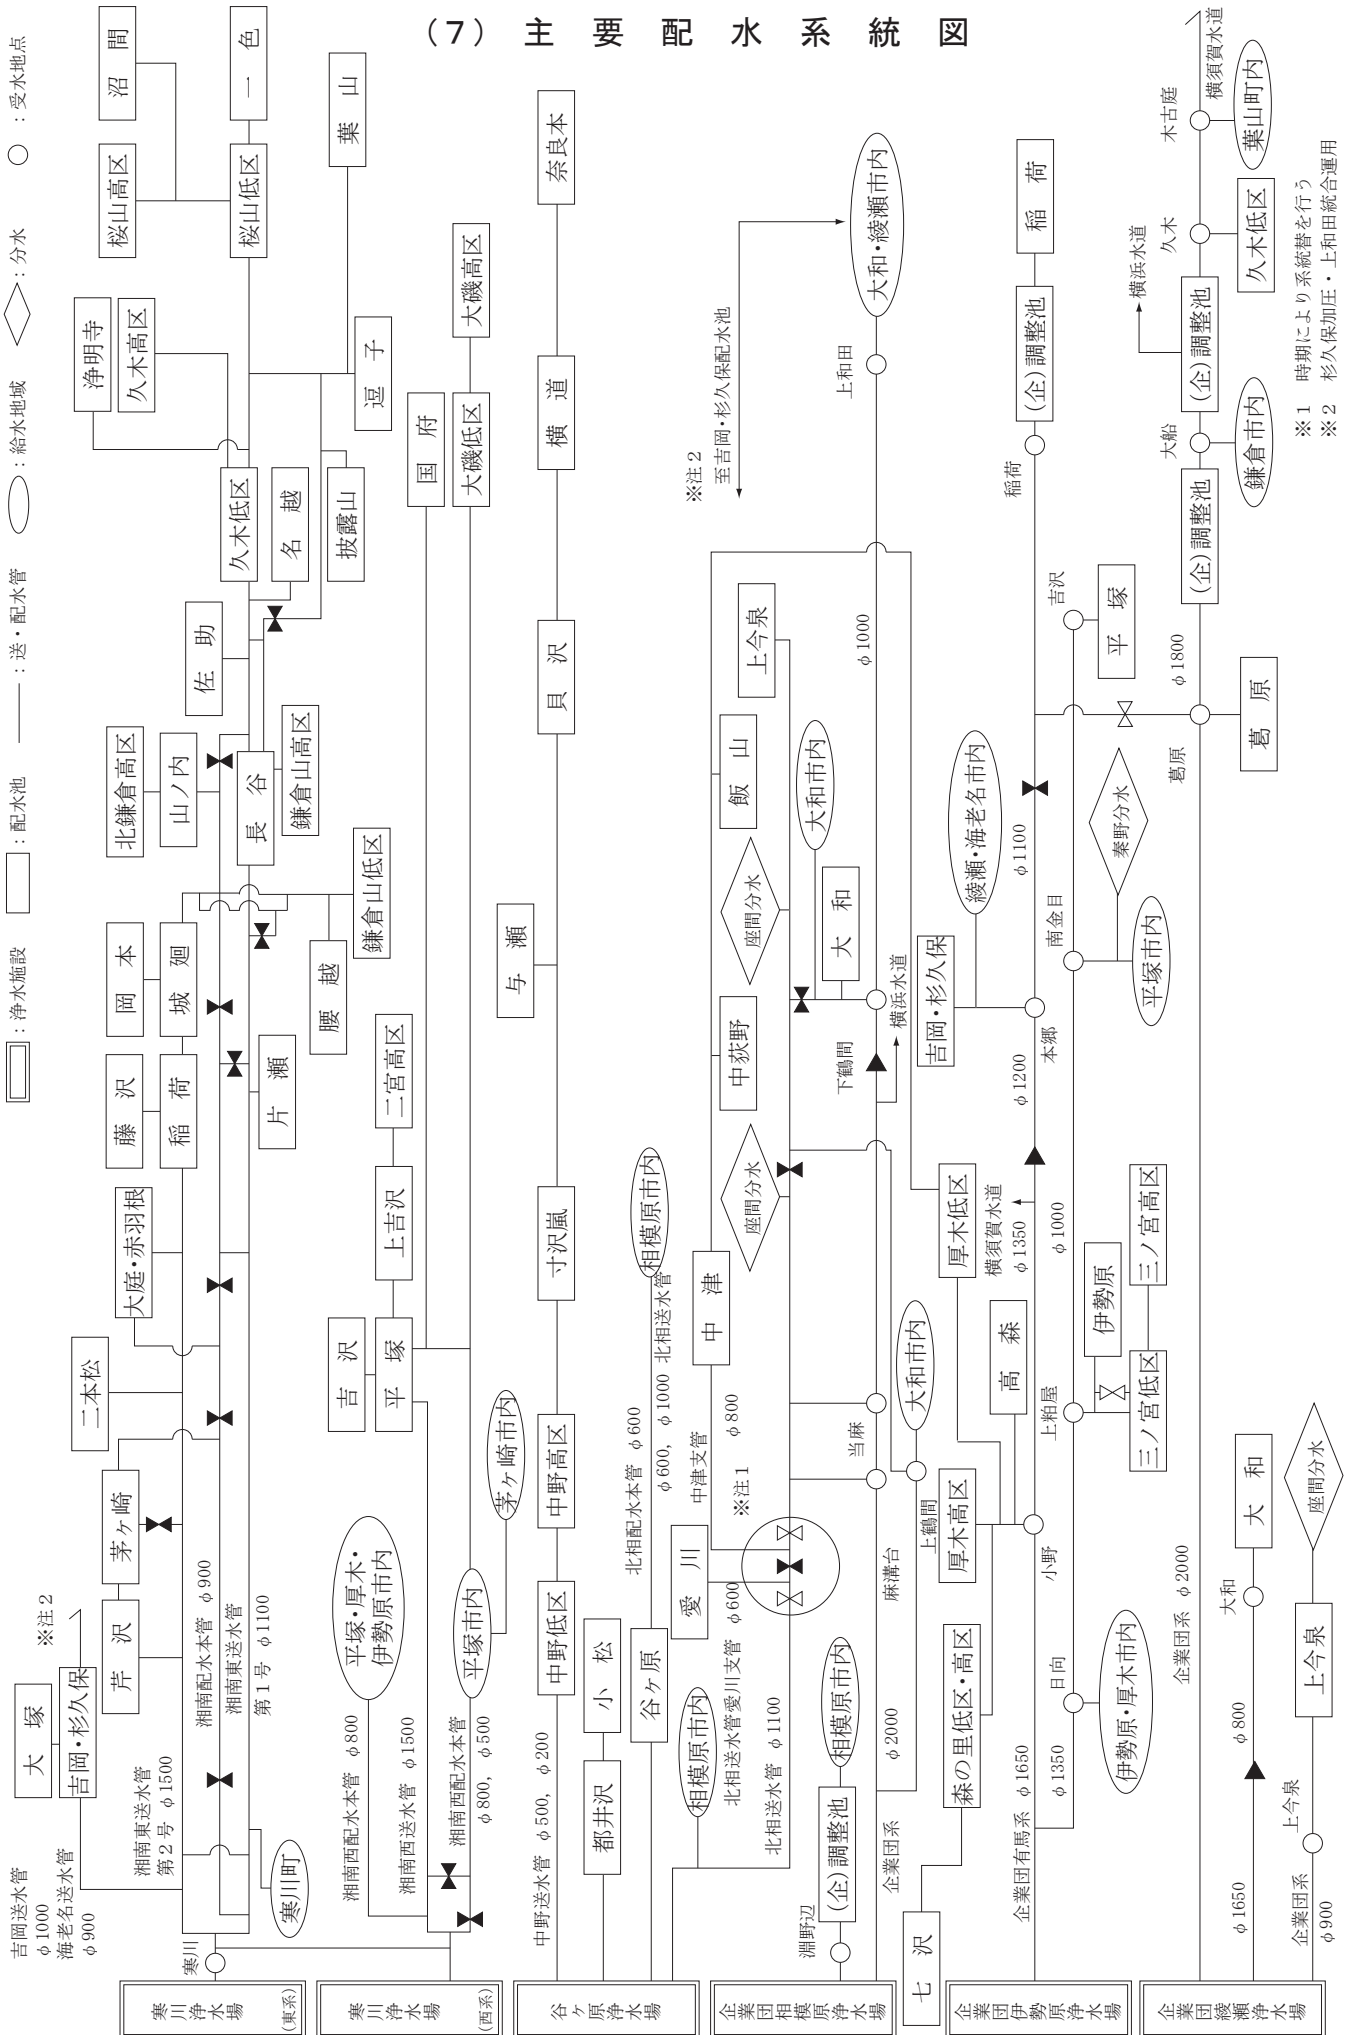 (7) 主要配水系統図
：浄水施設
：配水池
：送・配水管
：給水地域
：分水
：受水地点
寒川浄水場
(東系)
寒川
吉岡送水管
φ1000
海老名送水管
φ900
大塚
吉岡・杉久保
※注２
湘南東送水管
第２号 φ1500
湘南配水本管 φ900
湘南東送水管
第１号 φ1100
寒川町
芹沢
茅ヶ崎
二本松
大庭・赤羽根
藤沢
稲荷
片瀬
岡本
城廻
腰越
鎌倉山低区
北鎌倉高区
山ノ内
長谷
鎌倉山高区
佐助
名越
久木低区
披露山
浄明寺
久木高区
逗子
桜山高区
桜山低区
沼間
一色
葉山
寒川浄水場
(西系)
湘南西配水本管 φ800
湘南西送水管 φ1500
湘南西配水本管
φ800, φ500
平塚・厚木・
伊勢原市内
平塚市内
茅ヶ崎市内
吉沢
平塚
上吉沢
二宮高区
国府
大磯低区
大磯高区
谷ヶ原浄水場
中野送水管 φ500, φ200
中野低区
中野高区
寸沢嵐
与瀬
貝沢
横道
奈良本
都井沢
小松
谷ヶ原
北相配水本管 φ600
φ600, φ1000 北相送水管
相模原市内
相模原市内
北相送水管愛川支管 φ600
北相送水管 φ1100
愛川
※注１
中津支管
φ800
中津
座間分水
中荻野
座間分水
飯山
大和市内
大和
上今泉
企業団相模原浄水場
淵野辺
(企)調整池
相模原市内
企業団系 φ2000
麻溝台
当麻
上鶴間
大和市内
下鶴間
横浜水道
φ1000
上和田
大和・綾瀬市内
※注２
至吉岡・杉久保配水池
企業団伊勢原浄水場
七沢
企業団有馬系 φ1650
φ1350
森の里低区・高区
日向
伊勢原・厚木市内
小野
厚木高区
厚木低区
高森
横須賀水道
φ1350
φ1000
上粕屋
伊勢原
三ノ宮低区
三ノ宮高区
φ1200
本郷
吉岡・杉久保
綾瀬・海老名市内
φ1100
南金目
平塚市内
秦野分水
吉沢
平塚
稲荷
(企)調整池
稲荷
企業団綾瀬浄水場
企業団系 φ2000
葛原
葛原
φ1800
(企)調整池
大船
鎌倉市内
(企)調整池
横浜水道
久木
久木低区
木古庭
葉山町内
横須賀水道
φ1650
φ800
大和
大和
企業団系
φ900
上今泉
上今泉
座間分水
※１ 時期により系統替を行う
※２ 杉久保加圧・上和田統合運用